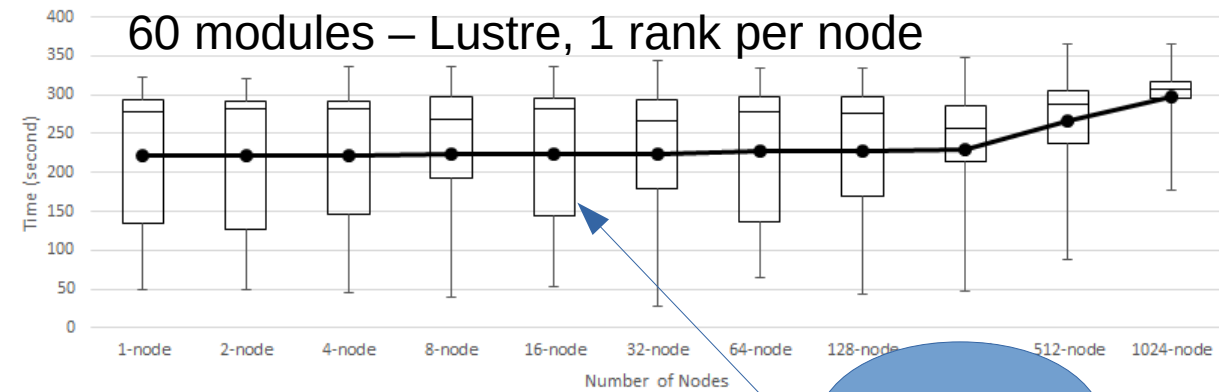 60 modules – Lustre, 1 rank per node
400
350
300
250
200
150
100
50
0
Time (second)
1-node 2-node 4-node 8-node 16-node 32-node 64-node 128-node 512-node 1024-node
Number of Nodes